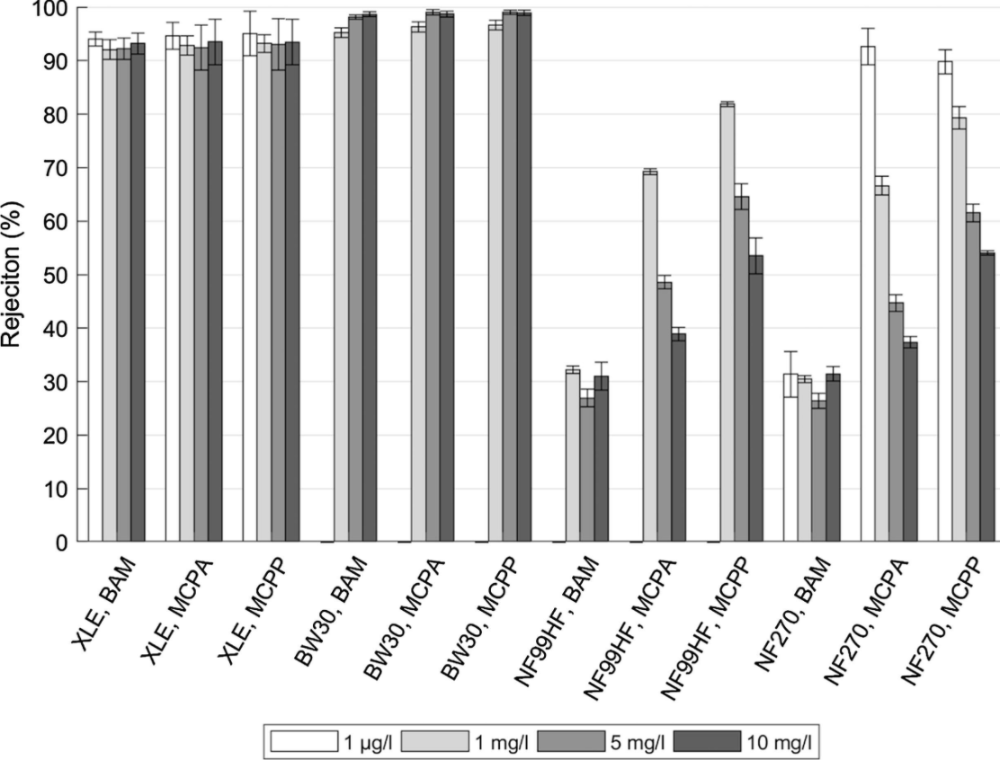 Rejeciton (%)
100
90
80
70
60
50
40
30
20
10
0
XLE, BAM
XLE, MCPA
XLE, MCPP
BW30, BAM
BW30, MCPA
BW30, MCPP
NF99HF, BAM
NF99HF, MCPA
NF99HF, MCPP
NF270, BAM
NF270, MCPA
NF270, MCPP
1 µg/l 1 mg/l 5 mg/l 10 mg/l